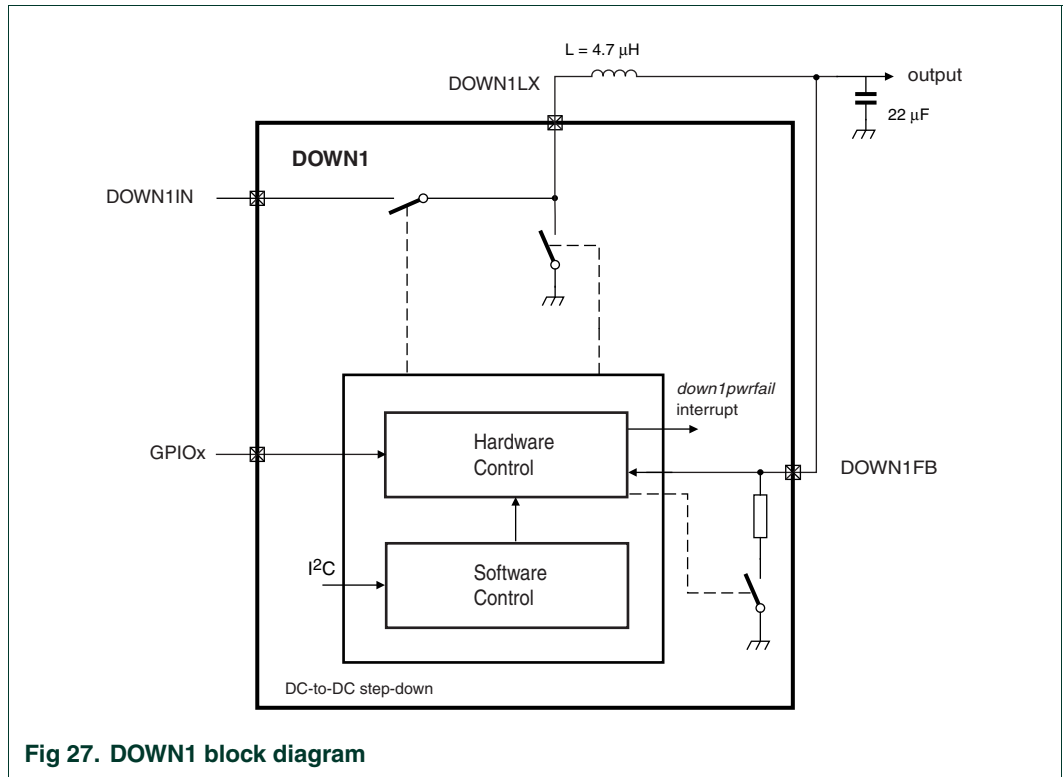 L = 4.7 μH
DOWN1LX
output
22 μF
DOWN1
DOWN1IN
down1pwrfail
interrupt
Hardware
Control
GPIOx
DOWN1FB
I²C
Software
Control
DC-to-DC step-down
Fig 27. DOWN1 block diagram